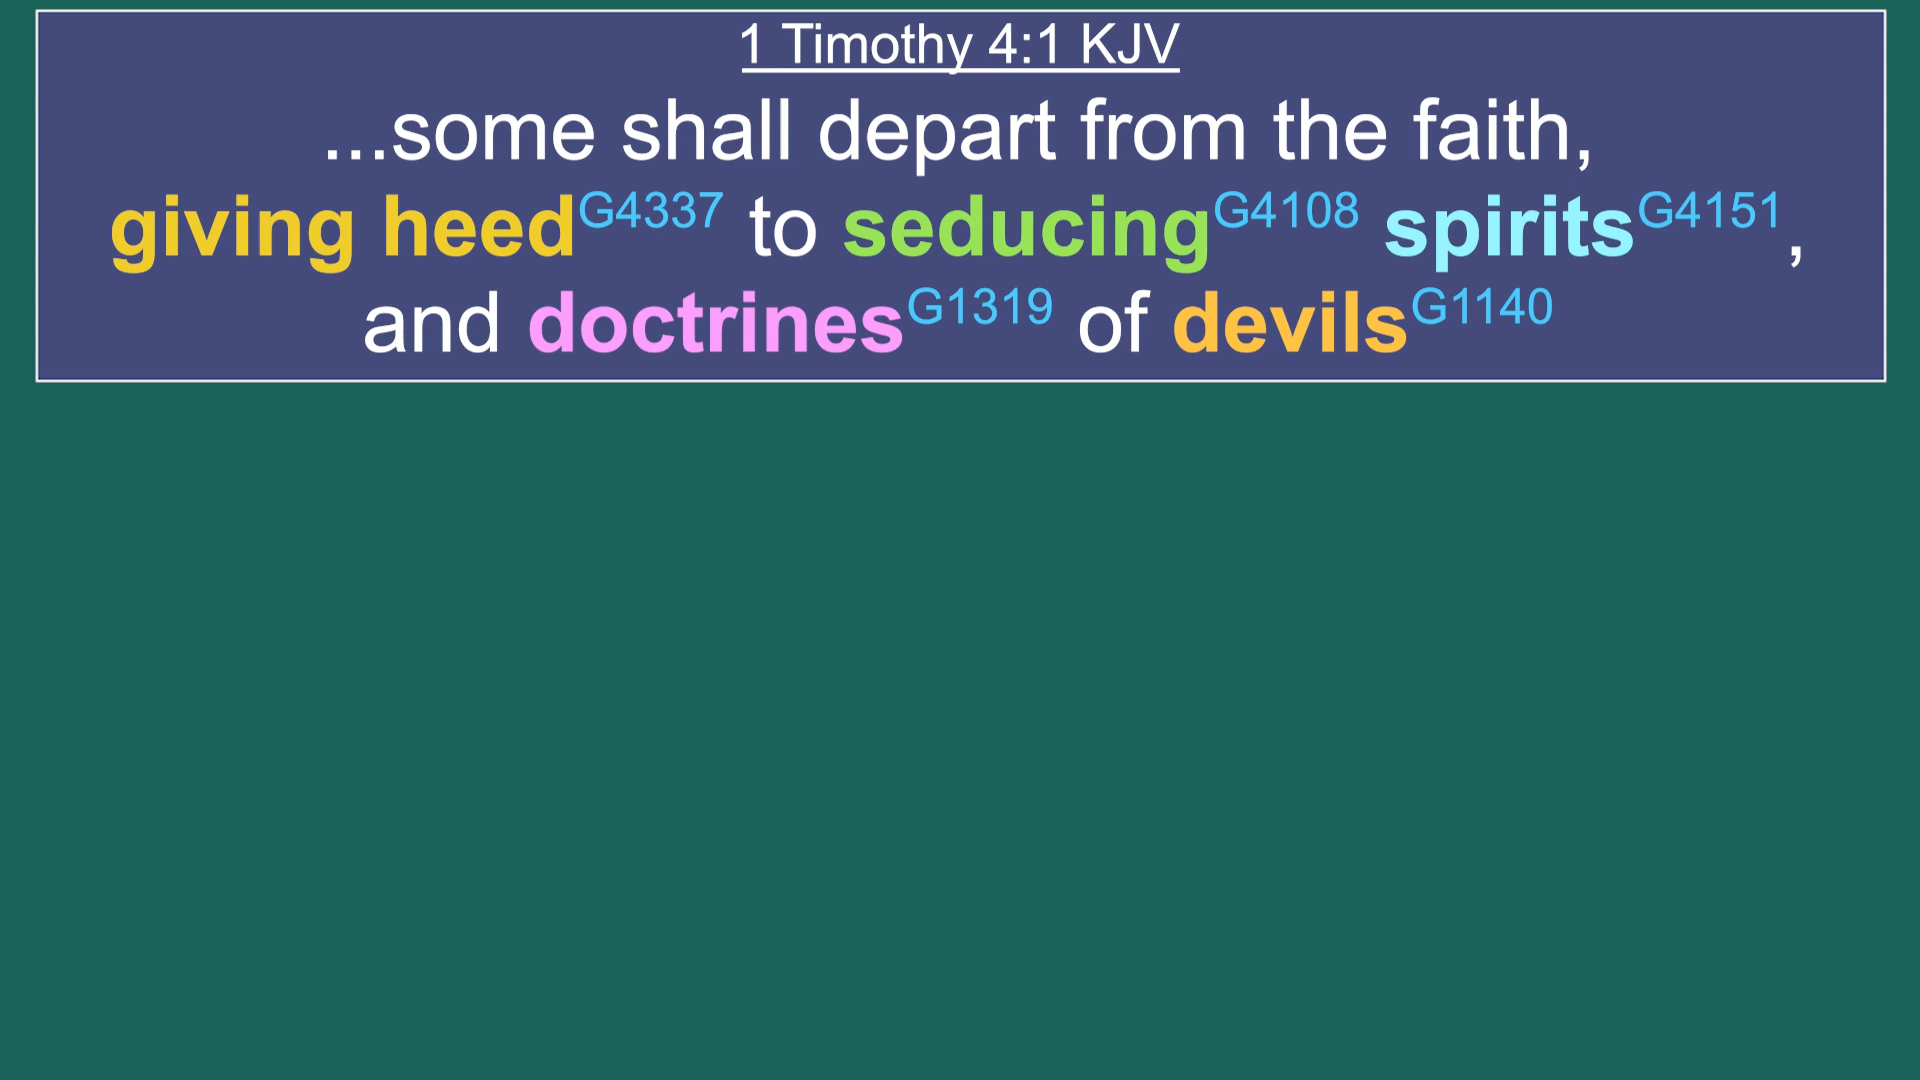 1 Timothy 4:1 KJV
...some shall depart from the faith,
giving heedG4337 to seducingG4108 spiritsG4151,
and doctrinesG1319 of devilsG1140